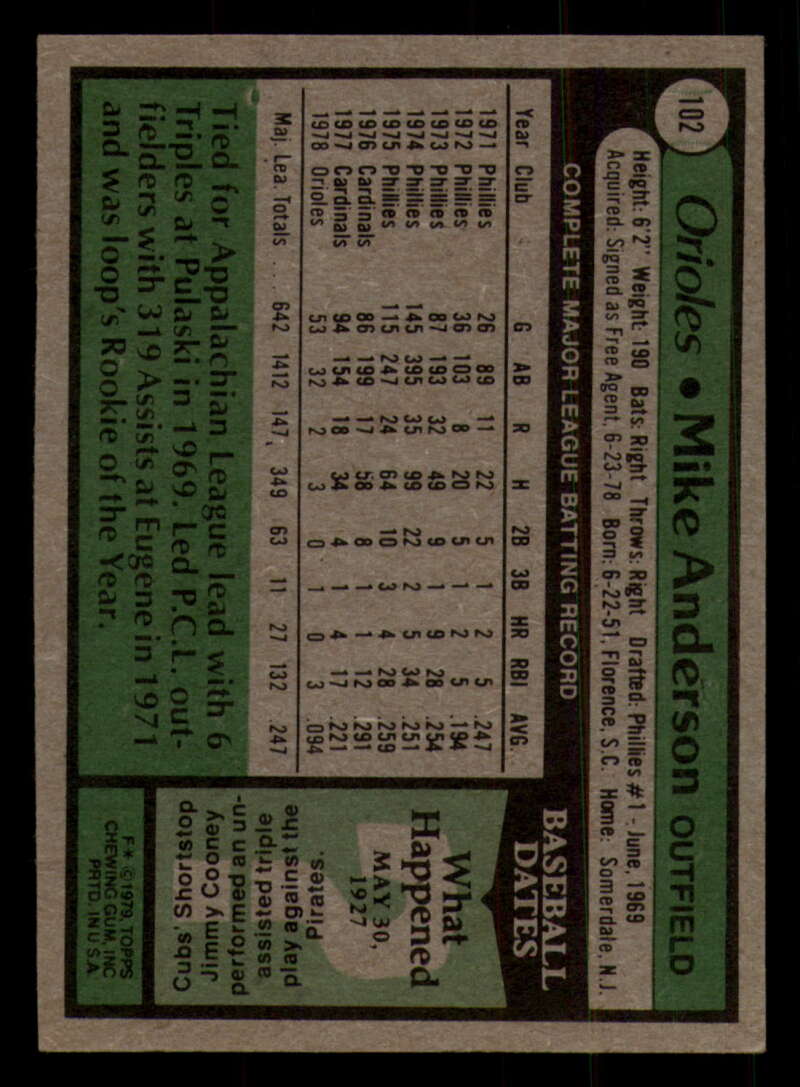 102
Orioles • Mike Anderson OUTFIELD
Height: 6'2" Weight: 190 Bats: Right Throws: Right Drafted: Phillies #1 - June, 1969
Acquired: Signed as Free Agent, 6-23-78 Born: 6-22-51, Florence, S.C. Home: Somerdale, N.J.
COMPLETE MAJOR LEAGUE BATTING RECORD
Year Club G AB R H 2B 3B HR RBI AVG.
1971 Phillies 26 89 11 22 5 1 2 5 .247
1972 Phillies 36 103 8 20 5 1 2 5 .194
1973 Phillies 87 193 32 49 9 1 9 28 .254
1974 Phillies 145 395 35 99 22 2 5 34 .251
1975 Phillies 115 247 24 64 10 3 4 28 .259
1976 Cardinals 86 199 17 58 8 1 1 12 .291
1977 Cardinals 94 154 18 34 4 1 4 17 .221
1978 Orioles 53 32 2 3 0 1 0 3 .094
Maj. Lea. Totals . . . 642 1412 147 349 63 11 27 132 .247
Tied for Appalachian League lead with 6
Triples at Pulaski in 1969. Led P.C.L. out-
fielders with 319 Assists at Eugene in 1971
and was loop's Rookie of the Year.
BASEBALL
DATES
What
Happened
MAY 30,
1927
Cubs' Shortstop
Jimmy Cooney
performed an un-
assisted triple
play against the
Pirates.
F* ©1979, TOPPS
CHEWING GUM, INC.
PRTD. IN U.S.A.